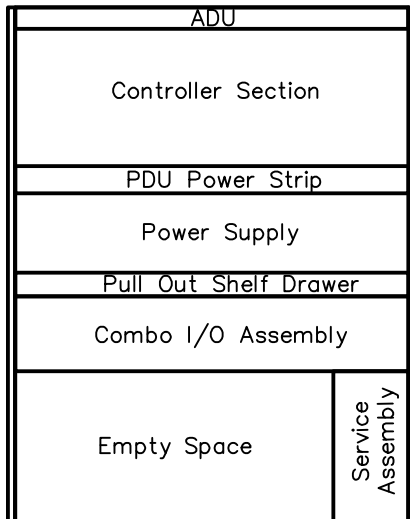 ADU
Controller Section
PDU Power Strip
Power Supply
Pull Out Shelf Drawer
Combo I/O Assembly
Empty Space
Service
Assembly